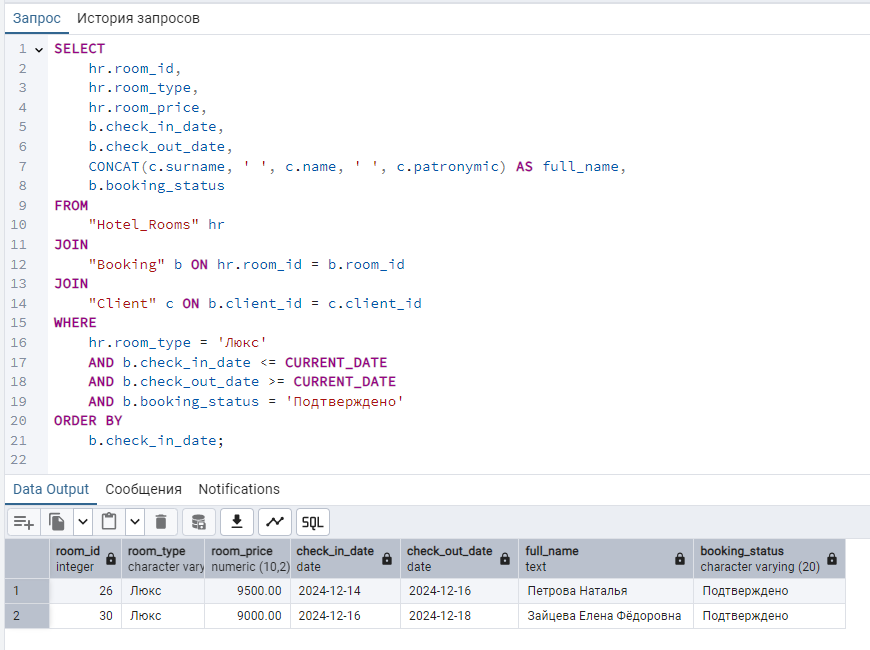 Запрос История запросов
1 SELECT
2 hr.room_id,
3 hr.room_type,
4 hr.room_price,
5 b.check_in_date,
6 b.check_out_date,
7 CONCAT(c.surname, ' ', c.name, ' ', c.patronymic) AS full_name,
8 b.booking_status
9 FROM
10 "Hotel_Rooms" hr
11 JOIN
12 "Booking" b ON hr.room_id = b.room_id
13 JOIN
14 "Client" c ON b.client_id = c.client_id
15 WHERE
16 hr.room_type = 'Люкс'
17 AND b.check_in_date <= CURRENT_DATE
18 AND b.check_out_date >= CURRENT_DATE
19 AND b.booking_status = 'Подтверждено'
20 ORDER BY
21 b.check_in_date;
22
Data Output Сообщения Notifications
SQL
room_id room_type room_price check_in_date check_out_date full_name booking_status
integer character vary numeric (10,2) date date text character varying (20)
1 26 Люкс 9500.00 2024-12-14 2024-12-16 Петрова Наталья Подтверждено
2 30 Люкс 9000.00 2024-12-16 2024-12-18 Зайцева Елена Фёдоровна Подтверждено